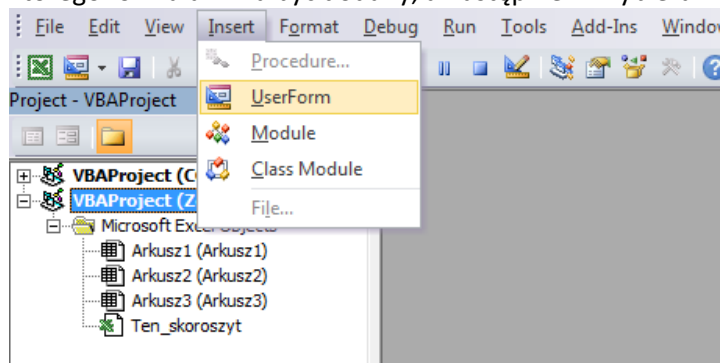 File Edit View Insert Format Debug Run Tools Add-Ins Window
Procedure...
Project - VBAProject
UserForm
Module
Class Module
File...
VBAProject (C
VBAProject (Z
Microsoft Excel Objects
Arkusz1 (Arkusz1)
Arkusz2 (Arkusz2)
Arkusz3 (Arkusz3)
Ten_skoroszyt